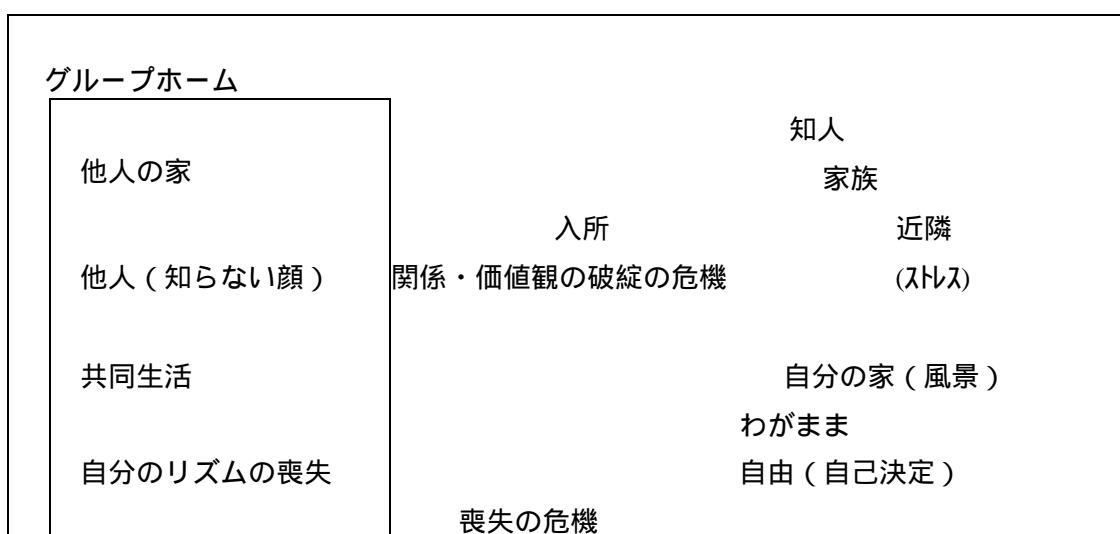 グループホーム
知人
他人の家
家族
入所 近隣
他人(知らない顔) 関係・価値観の破綻の危機 (ｽﾄﾚｽ)
共同生活 自分の家(風景)
わがまま
自分のリズムの喪失 自由(自己決定)
喪失の危機